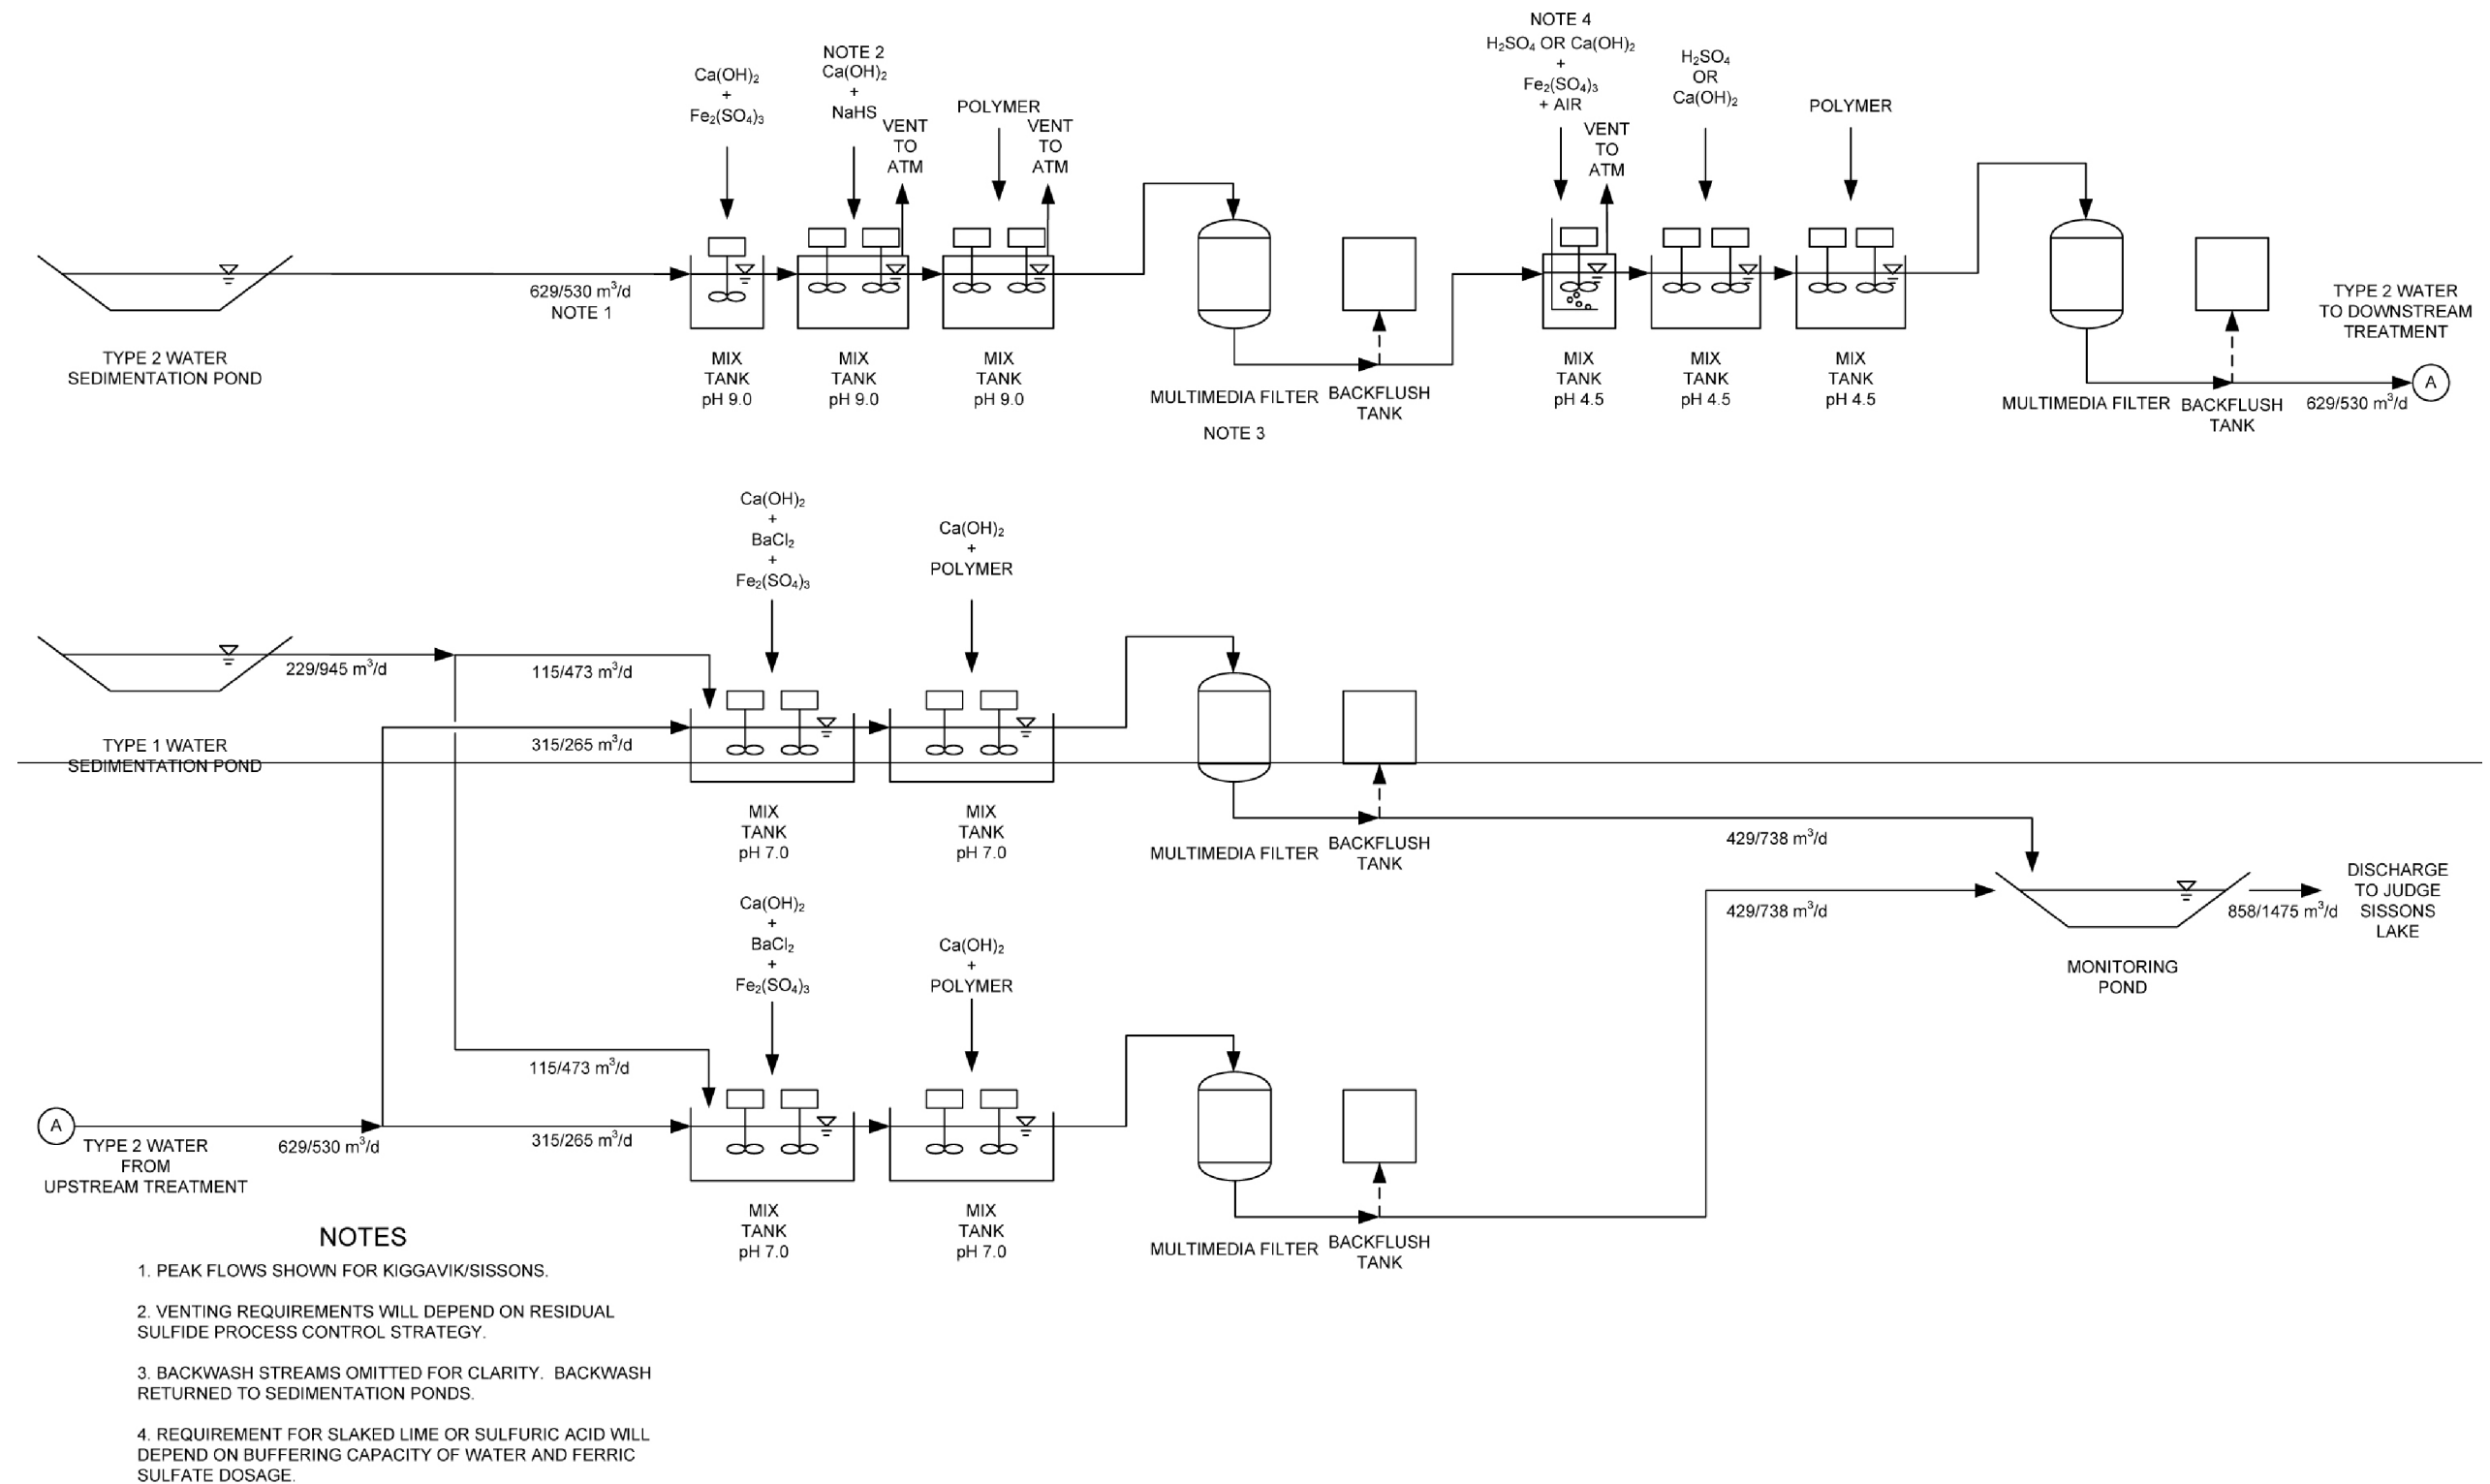 NOTE 4
H₂SO₄ OR Ca(OH)₂
+
Fe₂(SO₄)₃
+ AIR
NOTE 2
Ca(OH)₂
+
NaHS
Ca(OH)₂
+
Fe₂(SO₄)₃
H₂SO₄
OR
Ca(OH)₂
POLYMER
POLYMER
VENT
TO
ATM
VENT
TO
ATM
VENT
TO
ATM
629/530 m³/d
NOTE 1
TYPE 2 WATER
SEDIMENTATION POND
MIX
TANK
pH 9.0
MIX
TANK
pH 9.0
MIX
TANK
pH 9.0
MULTIMEDIA FILTER
NOTE 3
BACKFLUSH
TANK
MIX
TANK
pH 4.5
MIX
TANK
pH 4.5
MIX
TANK
pH 4.5
MULTIMEDIA FILTER
BACKFLUSH
TANK
TYPE 2 WATER
TO DOWNSTREAM
TREATMENT
A
629/530 m³/d
Ca(OH)₂
+
BaCl₂
+
Fe₂(SO₄)₃
Ca(OH)₂
+
POLYMER
229/945 m³/d
115/473 m³/d
315/265 m³/d
TYPE 1 WATER
SEDIMENTATION POND
MIX
TANK
pH 7.0
MIX
TANK
pH 7.0
MULTIMEDIA FILTER
BACKFLUSH
TANK
429/738 m³/d
429/738 m³/d
858/1475 m³/d
DISCHARGE
TO JUDGE
SISSONS
LAKE
MONITORING
POND
Ca(OH)₂
+
BaCl₂
+
Fe₂(SO₄)₃
Ca(OH)₂
+
POLYMER
115/473 m³/d
315/265 m³/d
A
TYPE 2 WATER
FROM
UPSTREAM TREATMENT
629/530 m³/d
MIX
TANK
pH 7.0
MIX
TANK
pH 7.0
MULTIMEDIA FILTER
BACKFLUSH
TANK
NOTES
1. PEAK FLOWS SHOWN FOR KIGGAVIK/SISSONS.
2. VENTING REQUIREMENTS WILL DEPEND ON RESIDUAL
SULFIDE PROCESS CONTROL STRATEGY.
3. BACKWASH STREAMS OMITTED FOR CLARITY. BACKWASH
RETURNED TO SEDIMENTATION PONDS.
4. REQUIREMENT FOR SLAKED LIME OR SULFURIC ACID WILL
DEPEND ON BUFFERING CAPACITY OF WATER AND FERRIC
SULFATE DOSAGE.